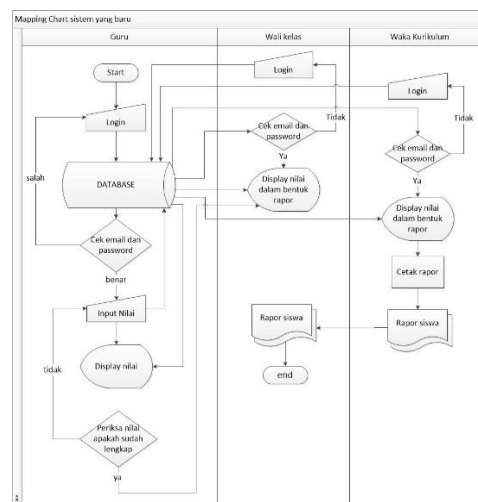 Mapping Chart sistem yang baru
Guru
Wali kelas
Waka Kurikulum
Start
Login
salah
DATABASE
Cek email dan
password
benar
Input Nilai
tidak
Display nilai
Periksa nilai
apakah sudah
lengkap
ya
Login
Tidak
Cek email dan
password
Ya
Display nilai
dalam bentuk
rapor
Rapor siswa
end
Login
Tidak
Cek email dan
password
Ya
Display nilai
dalam bentuk
rapor
Cetak rapor
Rapor siswa